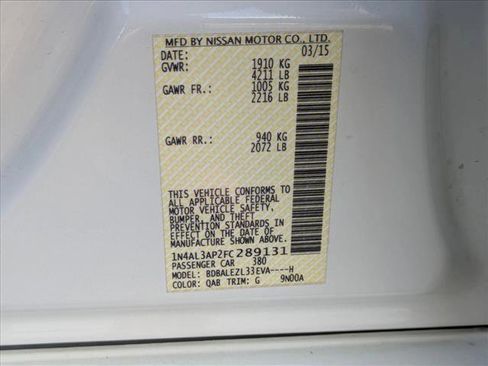 MFD BY NISSAN MOTOR CO., LTD.
DATE: 03/15
GVWR: 1910 KG
4211 LB
GAWR FR.: 1005 KG
2216 LB
GAWR RR.: 940 KG
2072 LB
THIS VEHICLE CONFORMS TO
ALL APPLICABLE FEDERAL
MOTOR VEHICLE SAFETY,
BUMPER, AND THEFT
PREVENTION STANDARDS IN
EFFECT ON THE DATE OF
MANUFACTURE SHOWN ABOVE.
1N4AL3AP2FC289131
PASSENGER CAR 380
MODEL: BDBALEZL33EVA----H
COLOR: QAB TRIM: G 9N00A